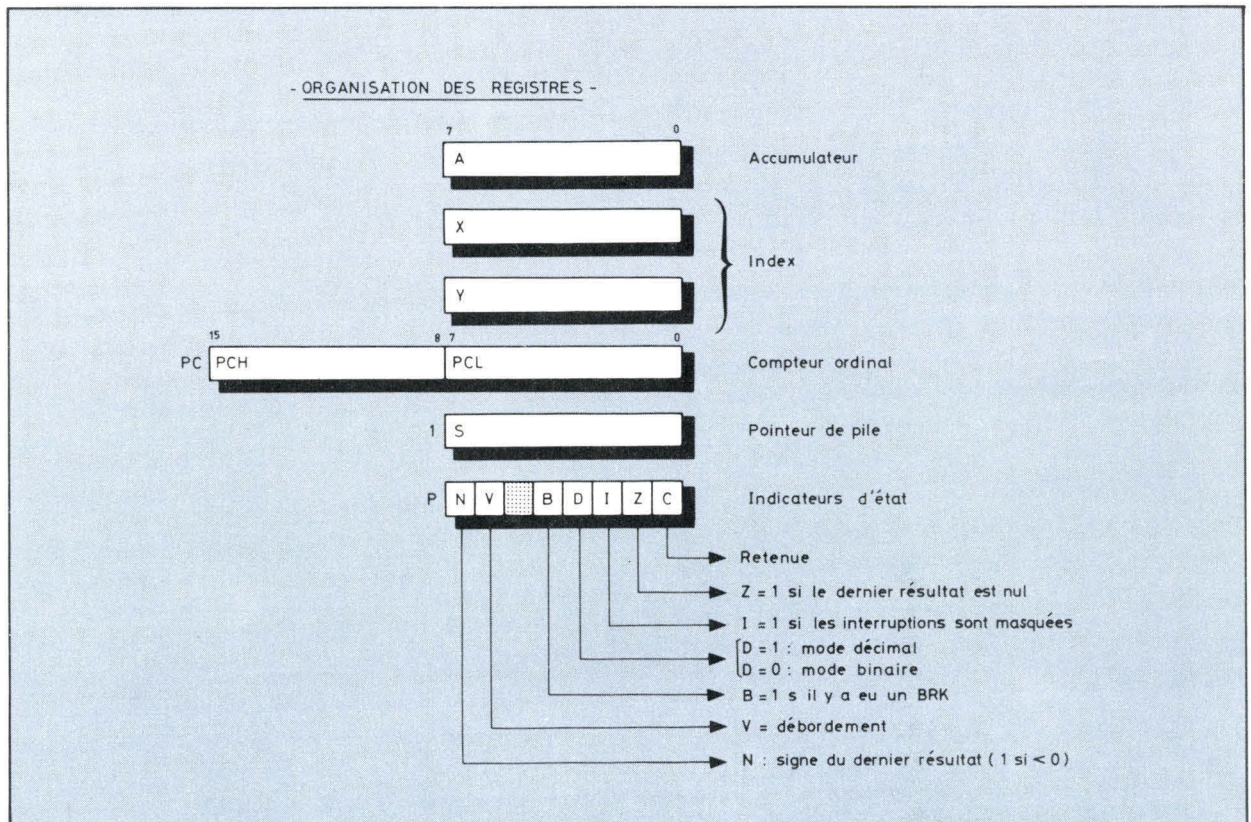 - ORGANISATION DES REGISTRES -
7 0
A Accumulateur
X
Index
Y
15 8 7 0
PC PCH PCL Compteur ordinal
1 S Pointeur de pile
P N V B D I Z C Indicateurs d'état
Retenue
Z = 1 si le dernier résultat est nul
I = 1 si les interruptions sont masquées
D = 1 : mode décimal
D = 0 : mode binaire
B = 1 s il y a eu un BRK
V = débordement
N : signe du dernier résultat ( 1 si < 0 )